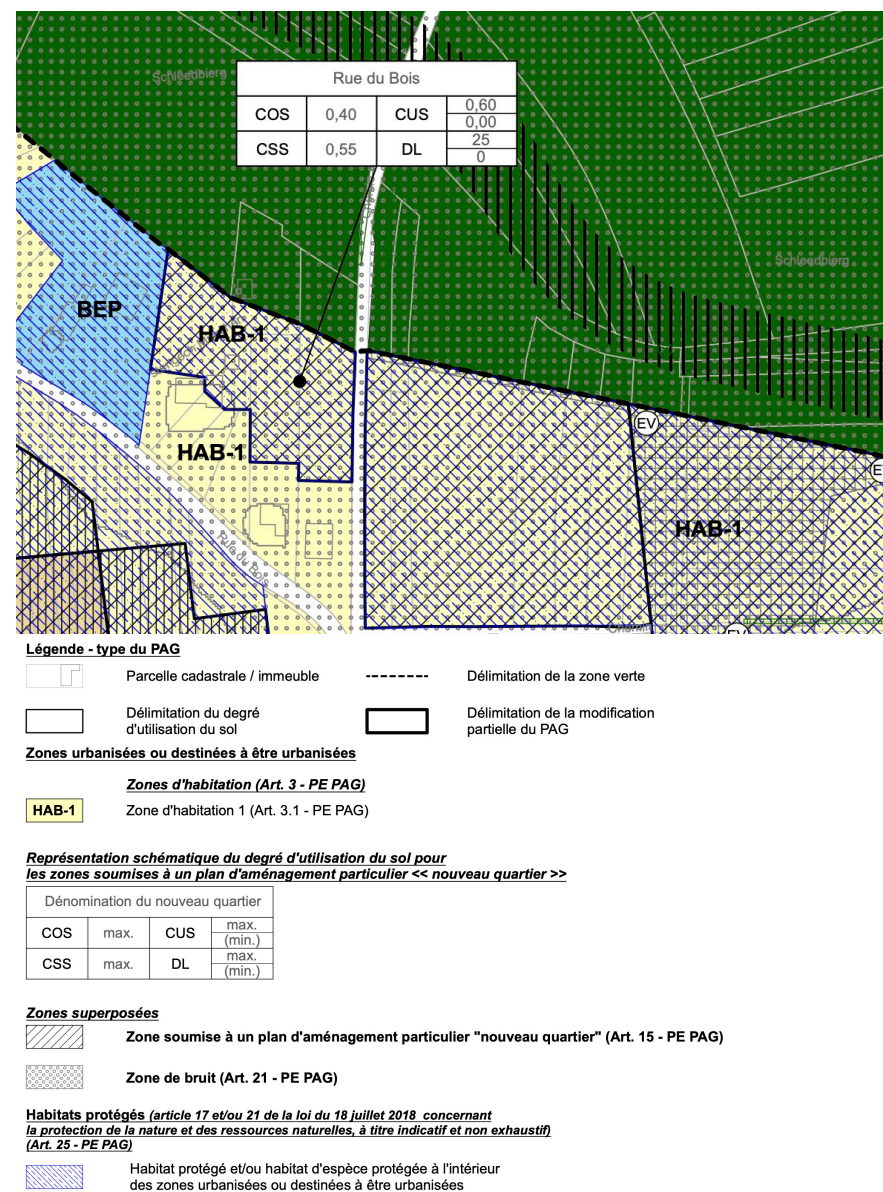 Schléedbierg
Rue du Bois
COS 0,40 CUS 0,60
0,00
CSS 0,55 DL 25
0
Schleedbierg
BEP
HAB-1
EV
HAB-1
HAB-1
Rue du Bois
Chemin
EV
Légende - type du PAG
Parcelle cadastrale / immeuble
Délimitation de la zone verte
Délimitation du degré
d'utilisation du sol
Délimitation de la modification
partielle du PAG
Zones urbanisées ou destinées à être urbanisées
Zones d'habitation (Art. 3 - PE PAG)
HAB-1 Zone d'habitation 1 (Art. 3.1 - PE PAG)
Représentation schématique du degré d'utilisation du sol pour
les zones soumises à un plan d'aménagement particulier << nouveau quartier >>
Dénomination du nouveau quartier
COS max. CUS max.
(min.)
CSS max. DL max.
(min.)
Zones superposées
Zone soumise à un plan d'aménagement particulier "nouveau quartier" (Art. 15 - PE PAG)
Zone de bruit (Art. 21 - PE PAG)
Habitats protégés (article 17 et/ou 21 de la loi du 18 juillet 2018 concernant
la protection de la nature et des ressources naturelles, à titre indicatif et non exhaustif)
(Art. 25 - PE PAG)
Habitat protégé et/ou habitat d'espèce protégée à l'intérieur
des zones urbanisées ou destinées à être urbanisées